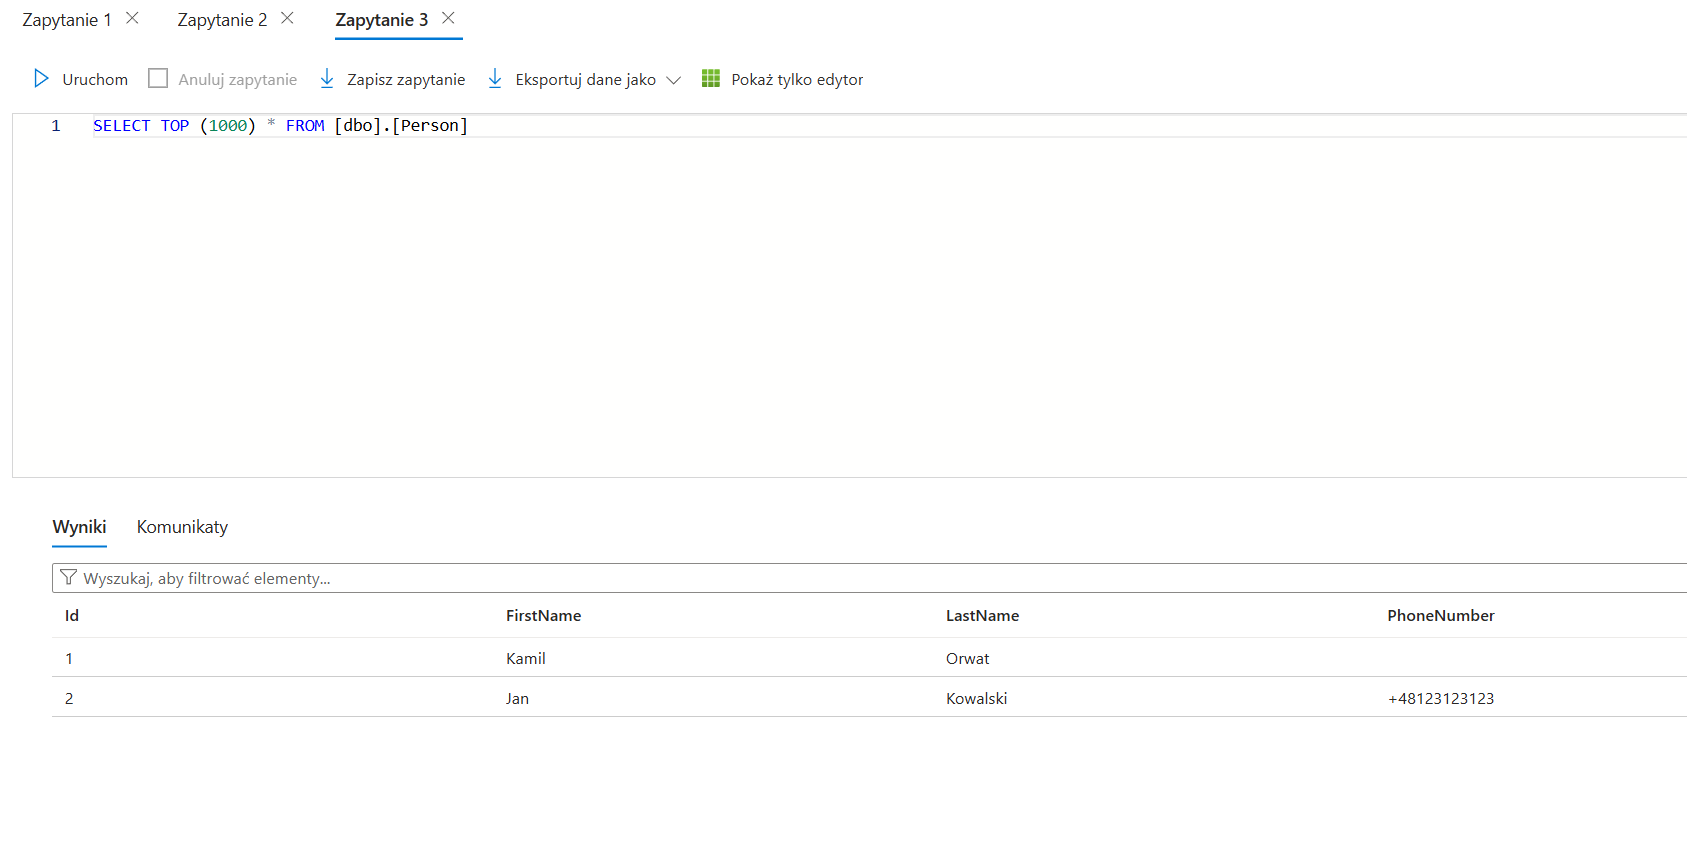 Zapytanie 1 Zapytanie 2 Zapytanie 3
Uruchom Anuluj zapytanie Zapisz zapytanie Eksportuj dane jako Pokaż tylko edytor
1 SELECT TOP (1000) * FROM [dbo].[Person]
Wyniki Komunikaty
Wyszukaj, aby filtrować elementy...
Id FirstName LastName PhoneNumber
1 Kamil Orwat
2 Jan Kowalski +48123123123